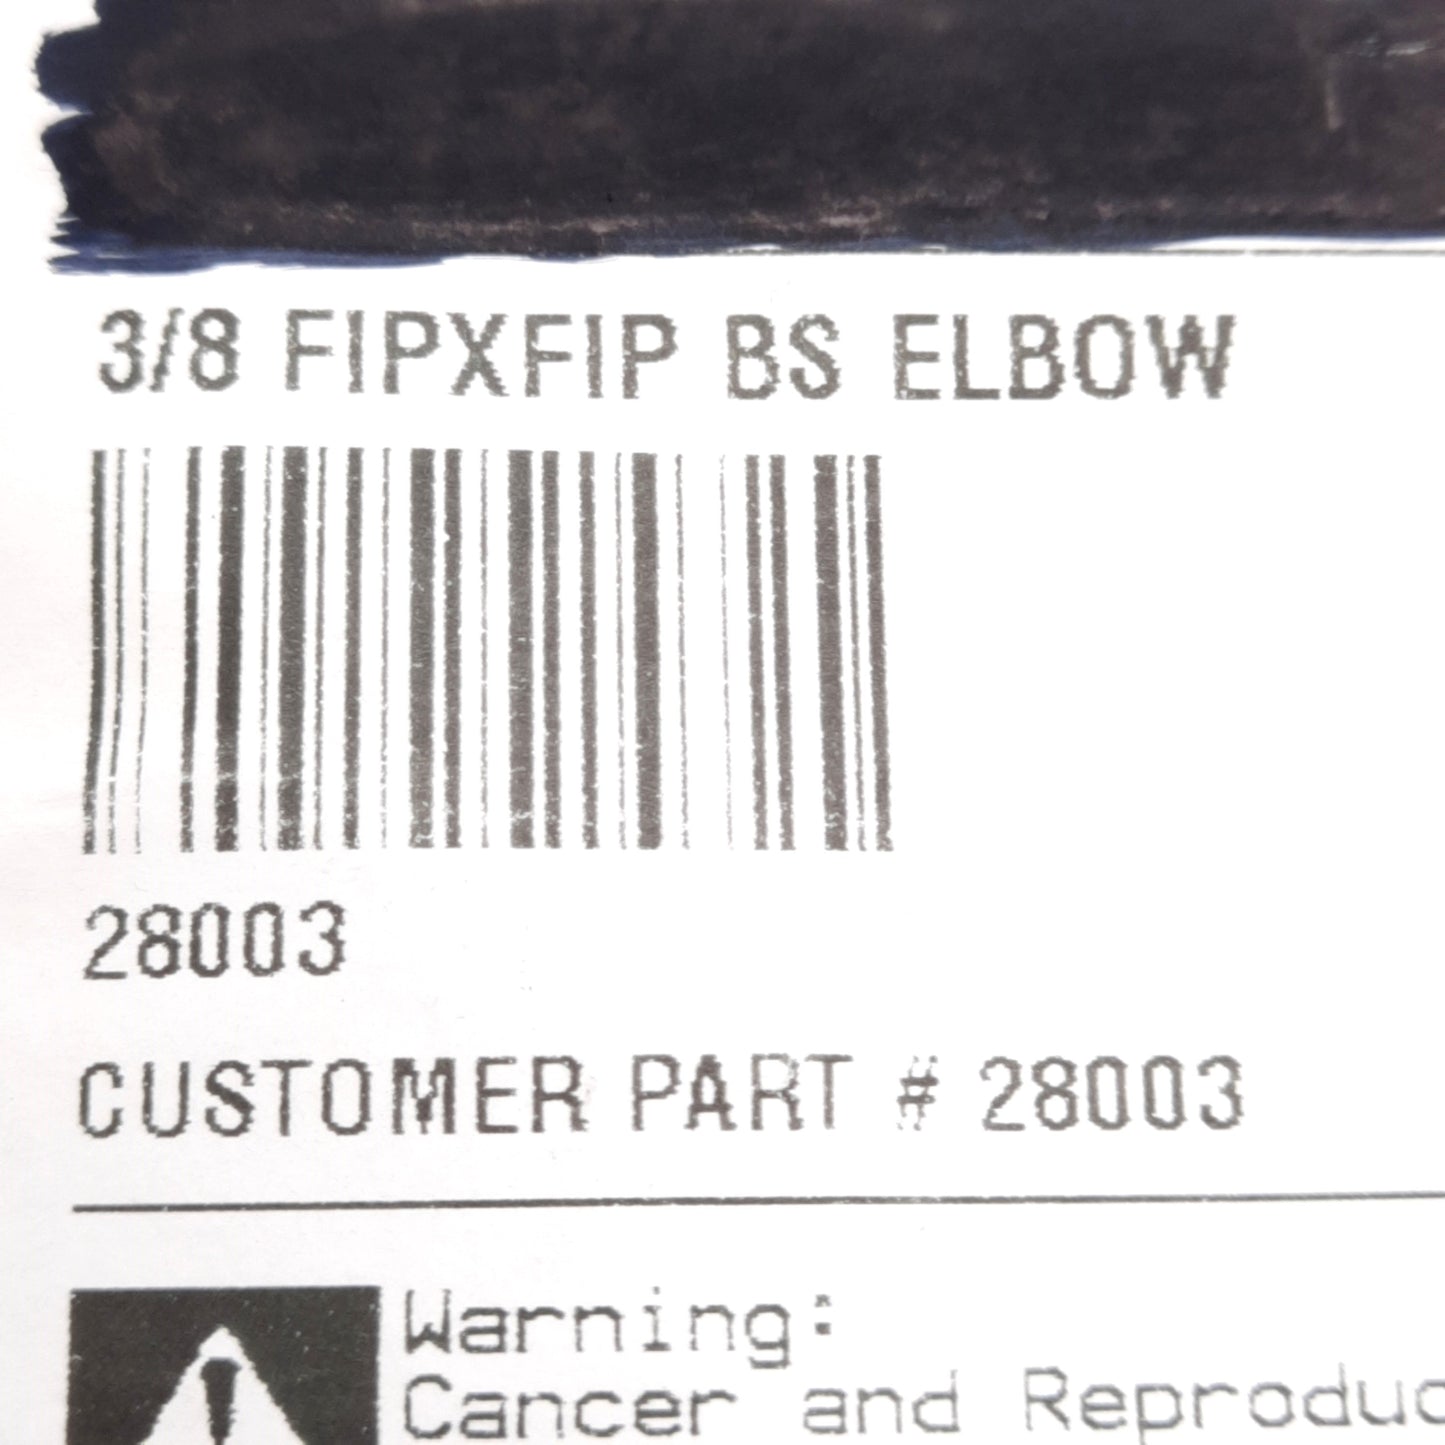 3/8 FIPXFIP BS ELBOW
28003
CUSTOMER PART # 28003
Warning:
Cancer and